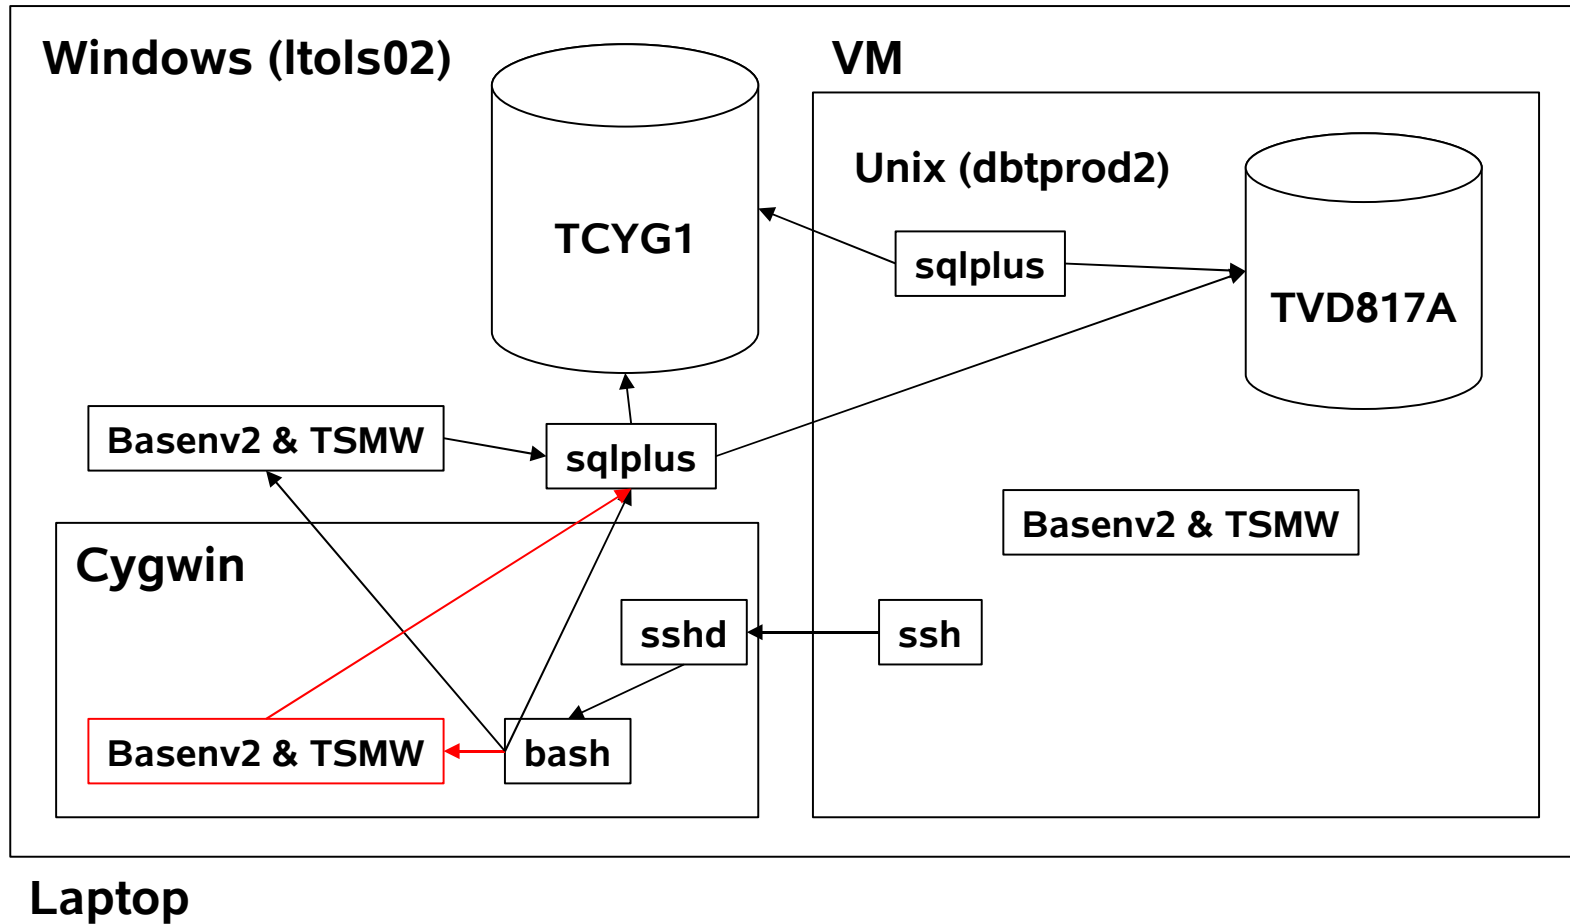 Windows (ltols02)
VM
Unix (dbtprod2)
TCYG1
sqlplus
TVD817A
Basenv2 & TSMW
sqlplus
Basenv2 & TSMW
Cygwin
sshd
ssh
Basenv2 & TSMW
bash
Laptop